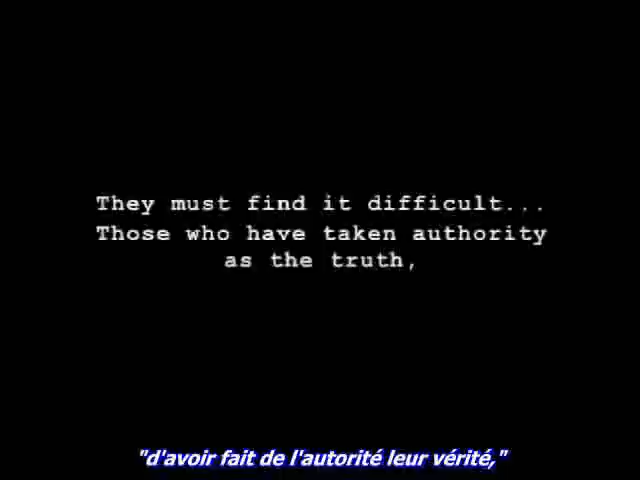 They must find it difficult...
Those who have taken authority
as the truth,
"d'avoir fait de l'autorité leur vérité,"